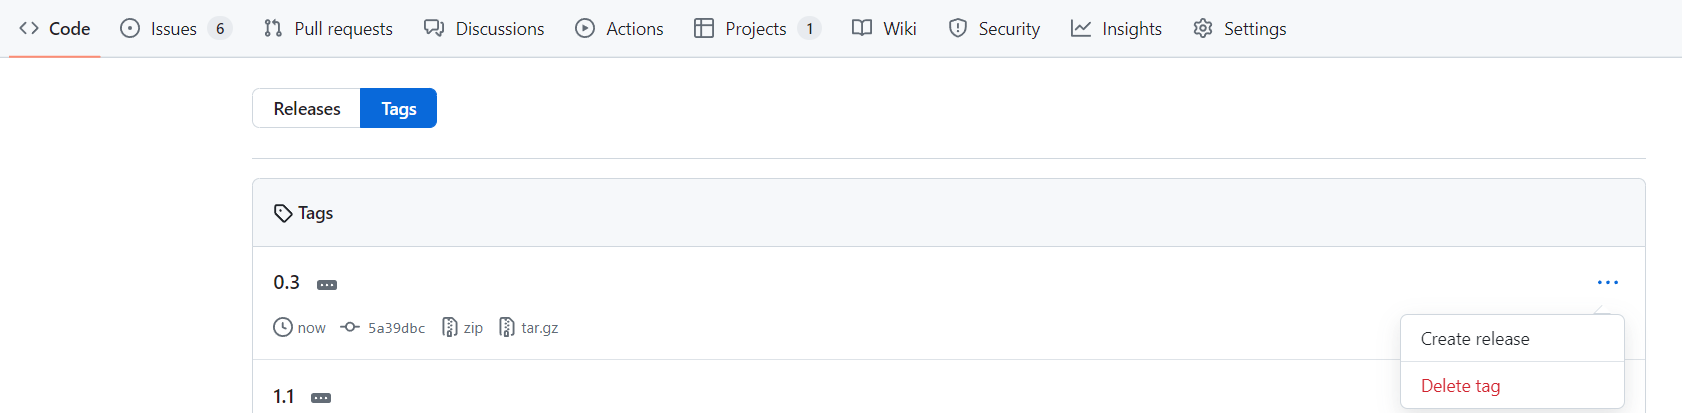 Code Issues 6 Pull requests Discussions Actions Projects 1 Wiki Security Insights Settings
Releases Tags
Tags
0.3
now 5a39dbc zip tar.gz
Create release
Delete tag
1.1